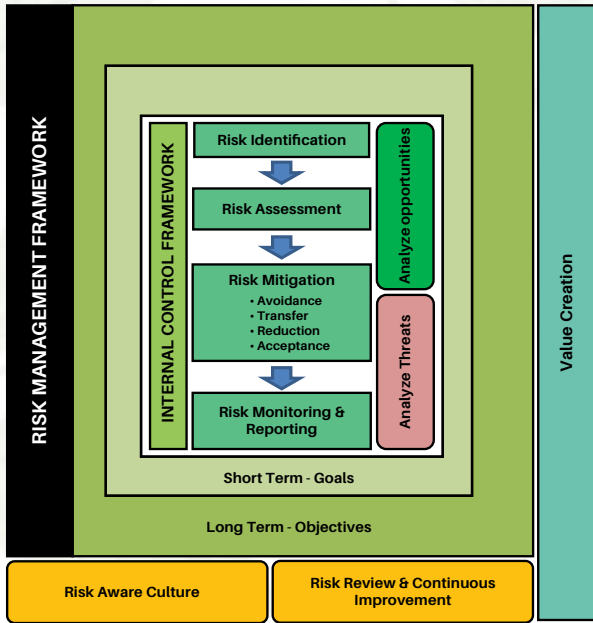 RISK MANAGEMENT FRAMEWORK
INTERNAL CONTROL FRAMEWORK
Risk Identification
Risk Assessment
Risk Mitigation
• Avoidance
• Transfer
• Reduction
• Acceptance
Risk Monitoring &
Reporting
Analyze opportunities
Analyze Threats
Short Term - Goals
Long Term - Objectives
Value Creation
Risk Aware Culture
Risk Review & Continuous
Improvement